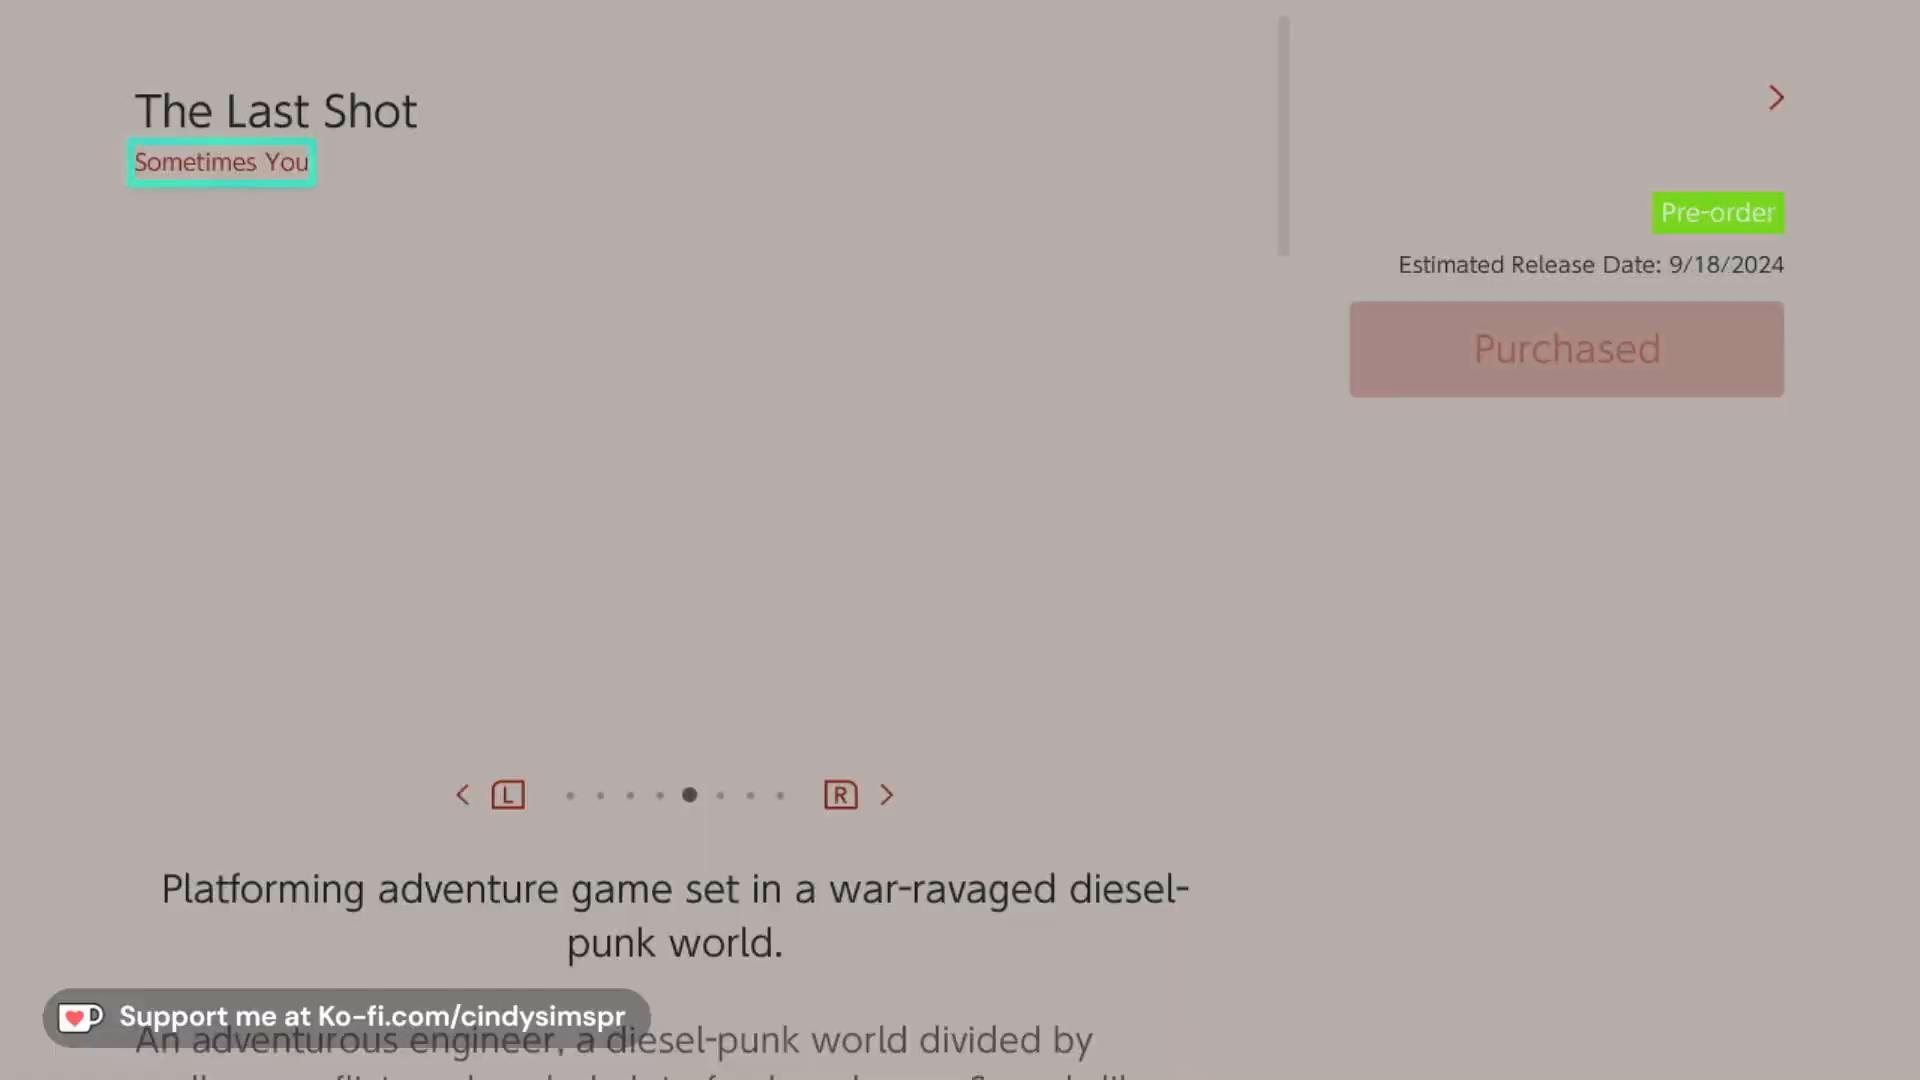 The Last Shot
Sometimes You
Pre-order
Estimated Release Date: 9/18/2024
Purchased
L
R
Platforming adventure game set in a war-ravaged diesel-
punk world.
Support me at Ko-fi.com/cindysimspr
An adventurous engineer, a diesel-punk world divided by